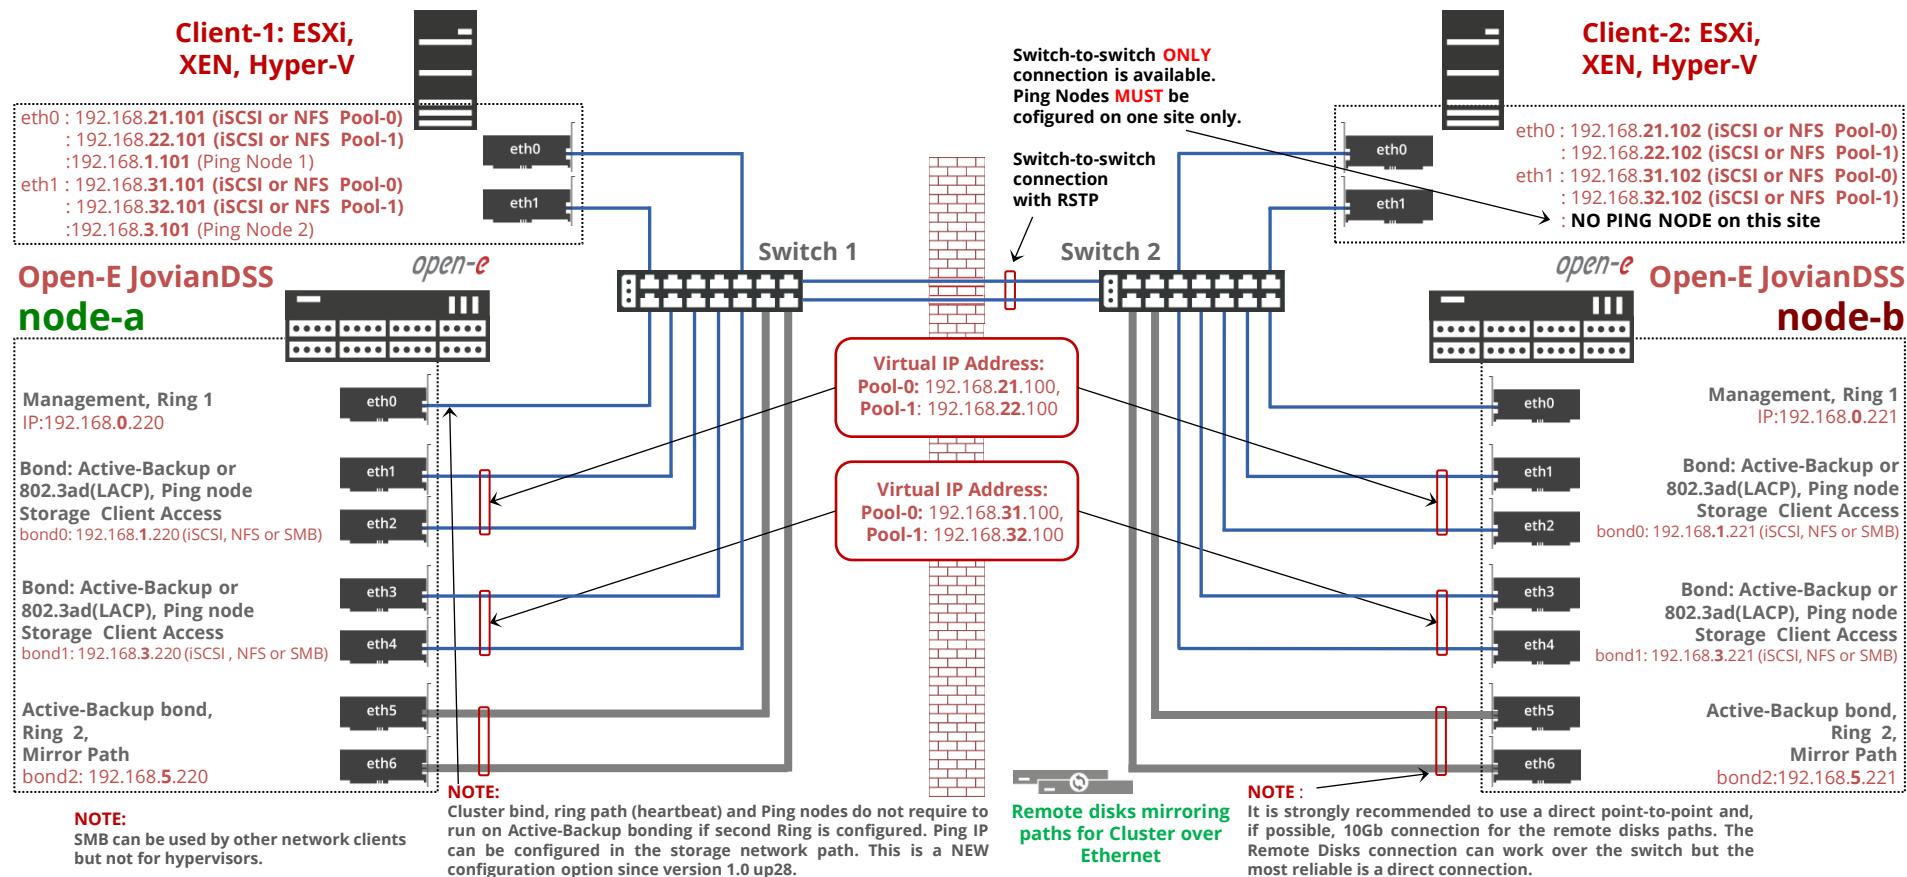 Client-1: ESXi,
XEN, Hyper-V
eth0 : 192.168.21.101 (iSCSI or NFS Pool-0)
: 192.168.22.101 (iSCSI or NFS Pool-1)
:192.168.1.101 (Ping Node 1)
eth1 : 192.168.31.101 (iSCSI or NFS Pool-0)
: 192.168.32.101 (iSCSI or NFS Pool-1)
:192.168.3.101 (Ping Node 2)
eth0
eth1
Switch-to-switch ONLY
connection is available.
Ping Nodes MUST be
cofigured on one site only.
Switch-to-switch
connection
with RSTP
Client-2: ESXi,
XEN, Hyper-V
eth0
eth1
eth0 : 192.168.21.102 (iSCSI or NFS Pool-0)
: 192.168.22.102 (iSCSI or NFS Pool-1)
eth1 : 192.168.31.102 (iSCSI or NFS Pool-0)
: 192.168.32.102 (iSCSI or NFS Pool-1)
: NO PING NODE on this site
Switch 1
Switch 2
open-e
Open-E JovianDSS
node-a
open-e
Open-E JovianDSS
node-b
Virtual IP Address:
Pool-0: 192.168.21.100,
Pool-1: 192.168.22.100
Virtual IP Address:
Pool-0: 192.168.31.100,
Pool-1: 192.168.32.100
Management, Ring 1
IP:192.168.0.220
eth0
Bond: Active-Backup or
802.3ad(LACP), Ping node
Storage Client Access
bond0: 192.168.1.220 (iSCSI, NFS or SMB)
eth1
eth2
Bond: Active-Backup or
802.3ad(LACP), Ping node
Storage Client Access
bond1: 192.168.3.220 (iSCSI , NFS or SMB)
eth3
eth4
Active-Backup bond,
Ring 2,
Mirror Path
bond2: 192.168.5.220
eth5
eth6
eth0
Management, Ring 1
IP:192.168.0.221
eth1
eth2
Bond: Active-Backup or
802.3ad(LACP), Ping node
Storage Client Access
bond0: 192.168.1.221 (iSCSI, NFS or SMB)
eth3
eth4
Bond: Active-Backup or
802.3ad(LACP), Ping node
Storage Client Access
bond1: 192.168.3.221 (iSCSI, NFS or SMB)
eth5
eth6
Active-Backup bond,
Ring 2,
Mirror Path
bond2:192.168.5.221
NOTE:
SMB can be used by other network clients
but not for hypervisors.
NOTE:
Cluster bind, ring path (heartbeat) and Ping nodes do not require to
run on Active-Backup bonding if second Ring is configured. Ping IP
can be configured in the storage network path. This is a NEW
configuration option since version 1.0 up28.
Remote disks mirroring
paths for Cluster over
Ethernet
NOTE :
It is strongly recommended to use a direct point-to-point and,
if possible, 10Gb connection for the remote disks paths. The
Remote Disks connection can work over the switch but the
most reliable is a direct connection.